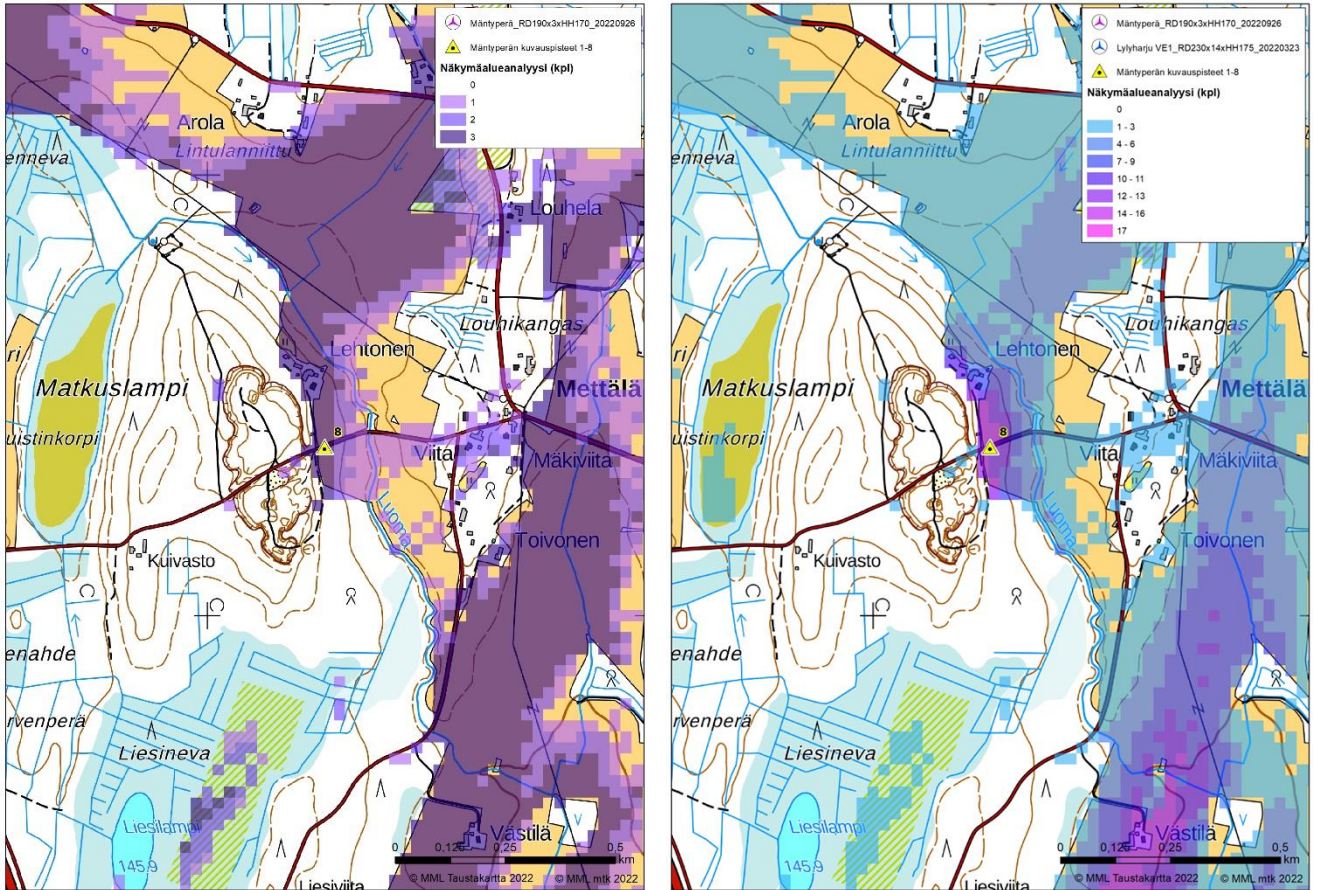 Mäntyperä_RD190x3xHH170_20220926
Mäntyperän kuvauspisteet 1-8
Näkymäalueanalyysi (kpl)
0
1
2
3
Arola
Lintulanniittu
enneva
Louhela
Louhikangas
Lehtonen
ri
Matkuslampi
Mettälä
uistinkorpi
8
Viita
Mäkiviita
Luoma
Toivonen
Kuivasto
enahde
rvenperä
Liesineva
Liesilampi
145.9
Västilä
0 0,125 0,25 0,5
km
Liesiviita
© MML Taustakartta 2022 © MML mtk 2022
Mäntyperä_RD190x3xHH170_20220926
Lylyharju VE1_RD230x14xHH175_20220323
Mäntyperän kuvauspisteet 1-8
Näkymäalueanalyysi (kpl)
0
1 - 3
4 - 6
7 - 9
10 - 11
12 - 13
14 - 16
17
Arola
Lintulanniittu
enneva
Louhela
Louhikangas
Lehtonen
ri
Matkuslampi
Mettälä
uistinkorpi
8
Viita
Mäkiviita
Luoma
Toivonen
Kuivasto
enahde
rvenperä
Liesineva
Liesilampi
145.9
Västilä
0 0,125 0,25 0,5
km
Liesiviita
© MML Taustakartta 2022 © MML mtk 2022